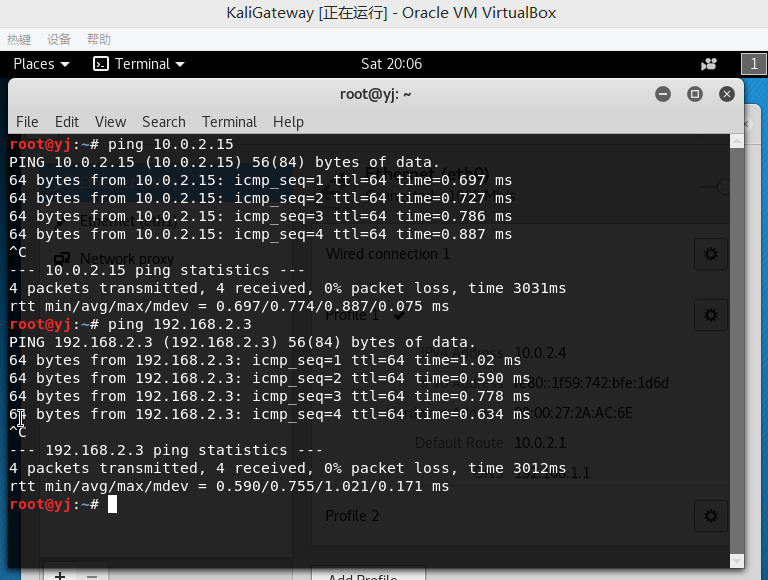 KaliGateway [正在运行] - Oracle VM VirtualBox
热键 设备 帮助
Places Terminal Sat 20:06 1
root@yj: ~
File Edit View Search Terminal Help
root@yj:~# ping 10.0.2.15
PING 10.0.2.15 (10.0.2.15) 56(84) bytes of data.
64 bytes from 10.0.2.15: icmp_seq=1 ttl=64 time=0.697 ms
64 bytes from 10.0.2.15: icmp_seq=2 ttl=64 time=0.727 ms
64 bytes from 10.0.2.15: icmp_seq=3 ttl=64 time=0.786 ms
64 bytes from 10.0.2.15: icmp_seq=4 ttl=64 time=0.887 ms
^C
--- 10.0.2.15 ping statistics ---
4 packets transmitted, 4 received, 0% packet loss, time 3031ms
rtt min/avg/max/mdev = 0.697/0.774/0.887/0.075 ms
root@yj:~# ping 192.168.2.3
PING 192.168.2.3 (192.168.2.3) 56(84) bytes of data.
64 bytes from 192.168.2.3: icmp_seq=1 ttl=64 time=1.02 ms
64 bytes from 192.168.2.3: icmp_seq=2 ttl=64 time=0.590 ms
64 bytes from 192.168.2.3: icmp_seq=3 ttl=64 time=0.778 ms
64 bytes from 192.168.2.3: icmp_seq=4 ttl=64 time=0.634 ms
^C
--- 192.168.2.3 ping statistics ---
4 packets transmitted, 4 received, 0% packet loss, time 3012ms
rtt min/avg/max/mdev = 0.590/0.755/1.021/0.171 ms
root@yj:~#
Ethernet (eth0)
Network proxy
Wired connection 1
Profile 1
10.0.2.4
fe80::1f59:742:bfe:1d6d
:00:27:2A:AC:6E
Default Route 10.0.2.1
DNS
Profile 2
Add Profile